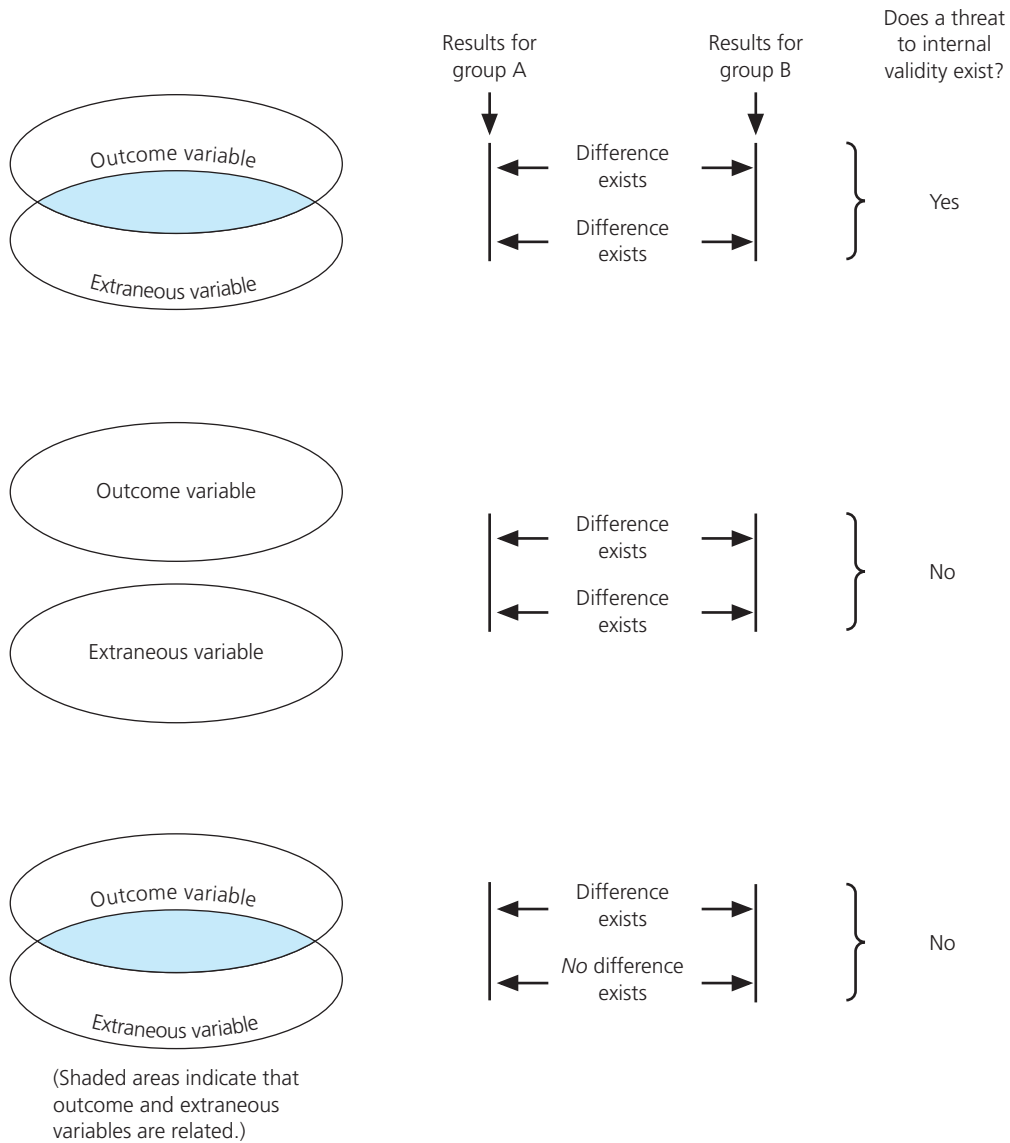 Results for
group A
Results for
group B
Does a threat
to internal
validity exist?
Outcome variable
Extraneous variable
Difference
exists
Difference
exists
Yes
Outcome variable
Extraneous variable
Difference
exists
Difference
exists
No
Outcome variable
Extraneous variable
Difference
exists
No difference
exists
No
(Shaded areas indicate that
outcome and extraneous
variables are related.)